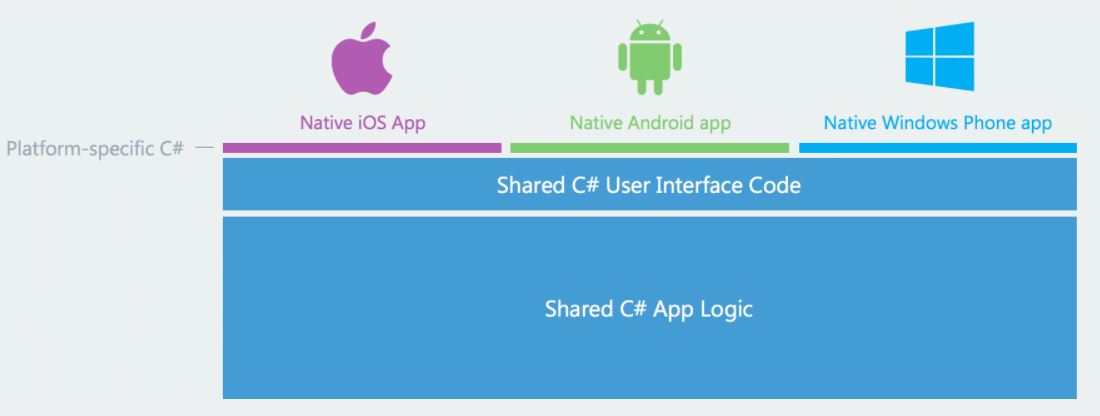 Native iOS App
Native Android app
Native Windows Phone app
Platform-specific C#
Shared C# User Interface Code
Shared C# App Logic